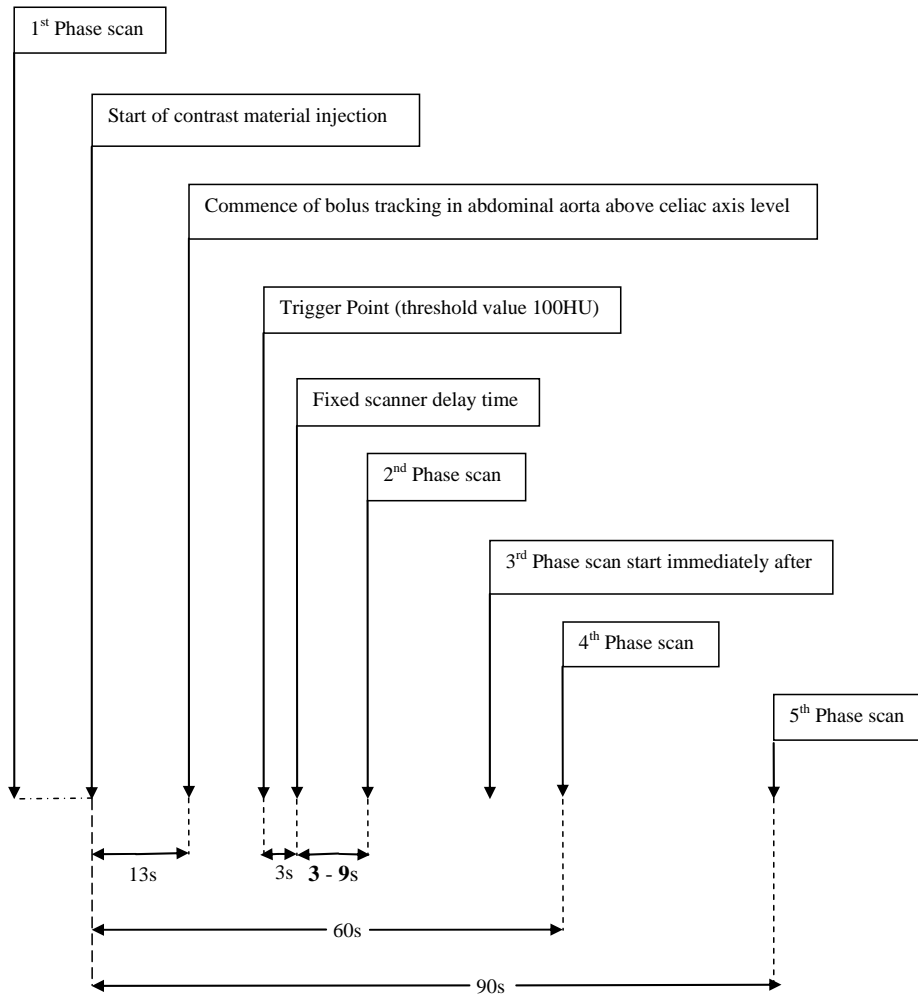 1st Phase scan
Start of contrast material injection
Commence of bolus tracking in abdominal aorta above celiac axis level
Trigger Point (threshold value 100HU)
Fixed scanner delay time
2nd Phase scan
3rd Phase scan start immediately after
4th Phase scan
5th Phase scan
13s
3s
3 - 9s
60s
90s